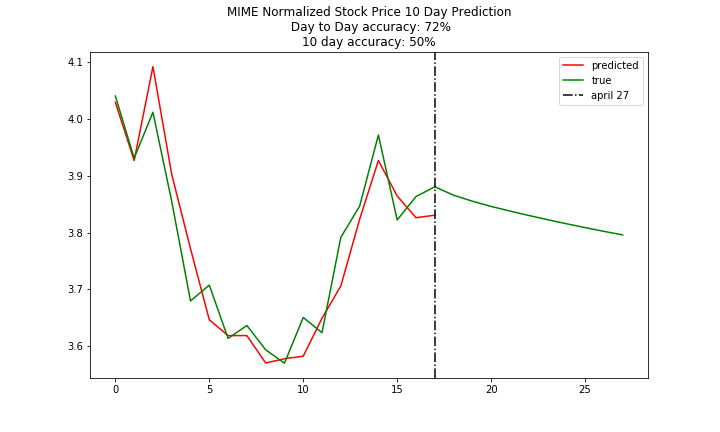 MIME Normalized Stock Price 10 Day Prediction
Day to Day accuracy: 72%
10 day accuracy: 50%
predicted
true
april 27
4.1
4.0
3.9
3.8
3.7
3.6
0 5 10 15 20 25